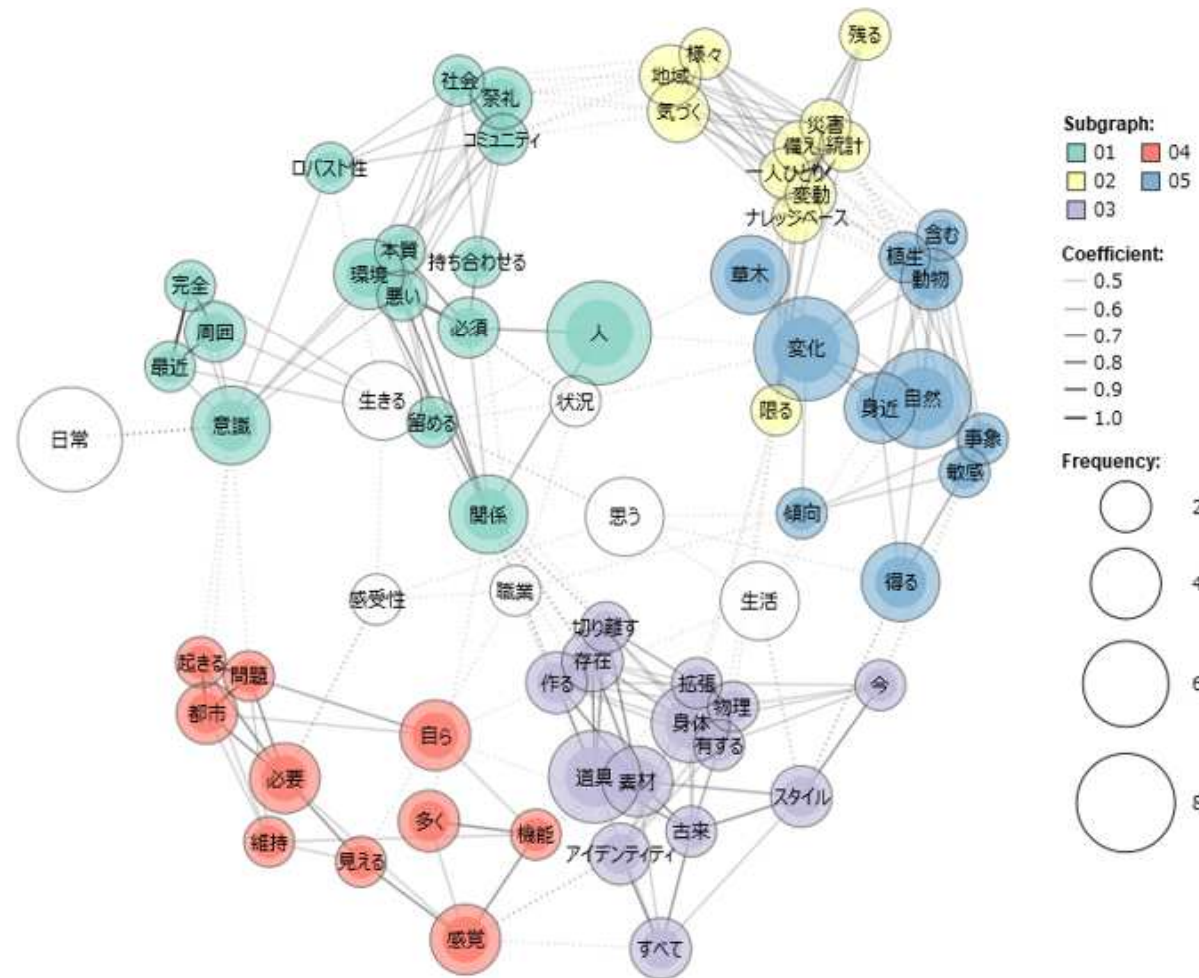 残る
様々
地域
気づく
災害
備え
統計
一人ひとり
変動
ナレッジベース
社会
祭礼
コミュニティ
ロバスト性
本質
環境
悪い
持ち合わせる
必須
人
完全
周囲
最近
意識
日常
生きる
留める
状況
関係
思う
感受性
職業
生活
草木
変化
限る
含む
植生
動物
身近
自然
事象
敏感
傾向
得る
起きる
問題
都市
必要
維持
見える
自ら
多く
機能
感覚
切り離す
存在
作る
拡張
物理
身体
有する
今
道具
素材
スタイル
古来
アイデンティティ
すべて
Subgraph:
01 04
02 05
03
Coefficient:
0.5
0.6
0.7
0.8
0.9
1.0
Frequency:
2
4
6
8